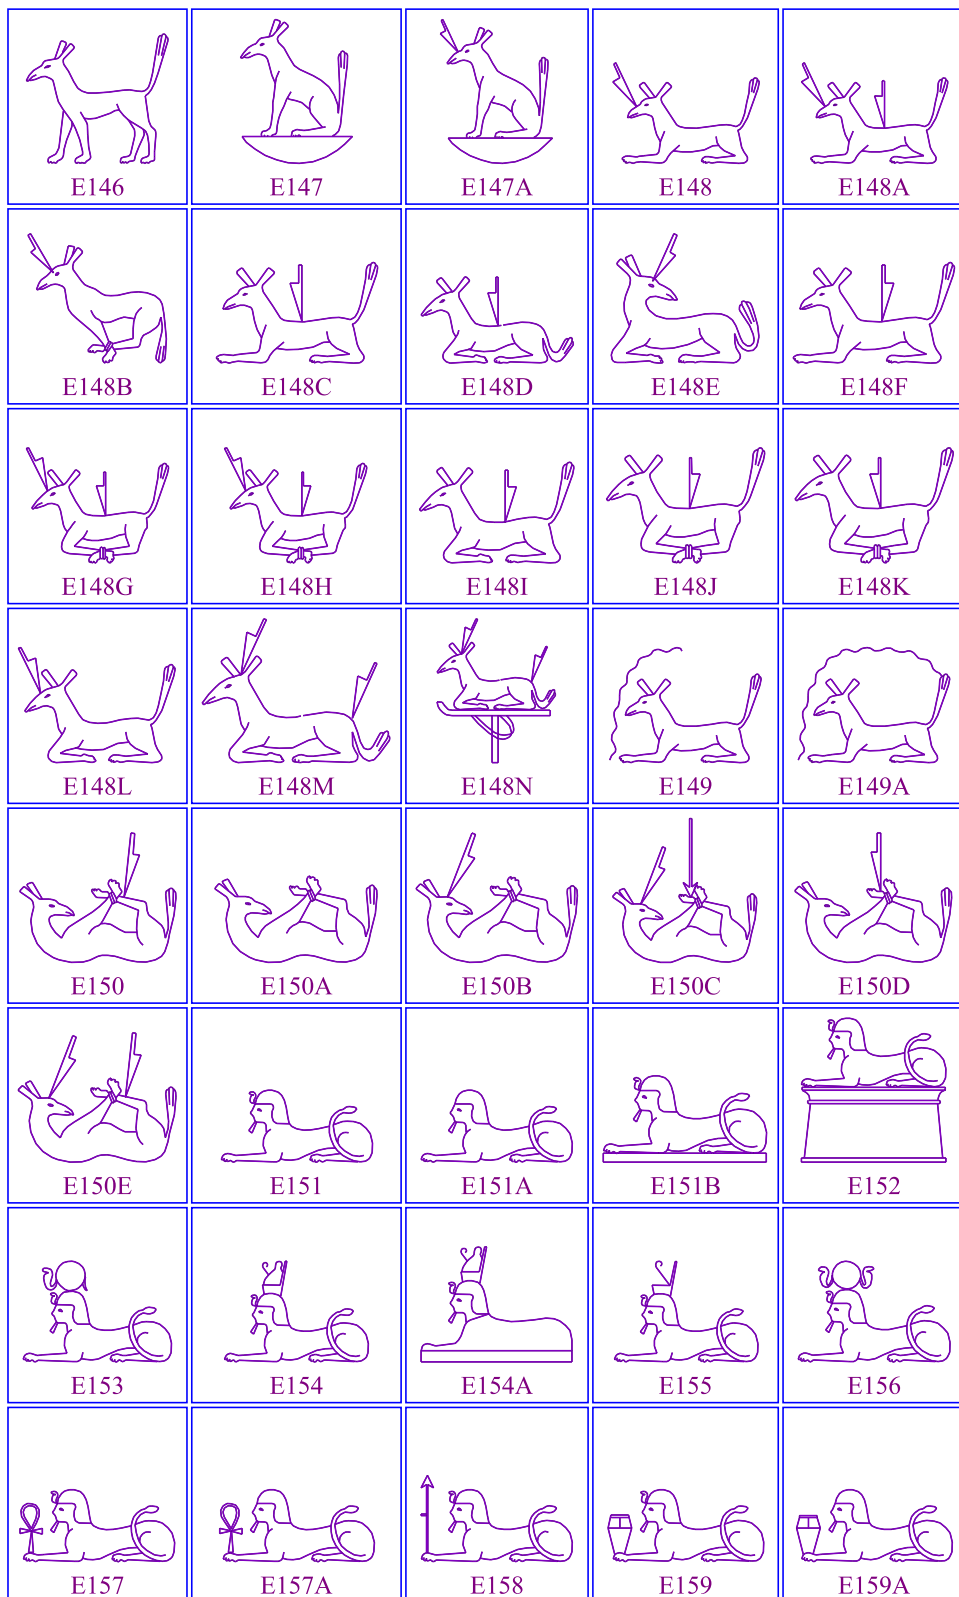 E146 E147 E147A E148 E148A
E148B E148C E148D E148E E148F
E148G E148H E148I E148J E148K
E148L E148M E148N E149 E149A
E150 E150A E150B E150C E150D
E150E E151 E151A E151B E152
E153 E154 E154A E155 E156
E157 E157A E158 E159 E159A